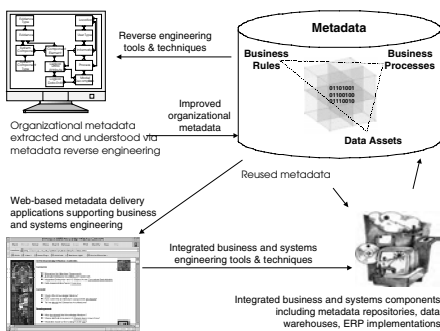 Metadata
Reverse engineering
tools & techniques
Business
Rules
Business
Processes
01101001
01100100
01110010
Data Assets
Improved
organizational
metadata
Organizational metadata
extracted and understood via
metadata reverse engineering
Reused metadata
Web-based metadata delivery
applications supporting business
and systems engineering
Integrated business and systems
engineering tools & techniques
Integrated business and systems components
including metadata repositories, data
warehouses, ERP implementations